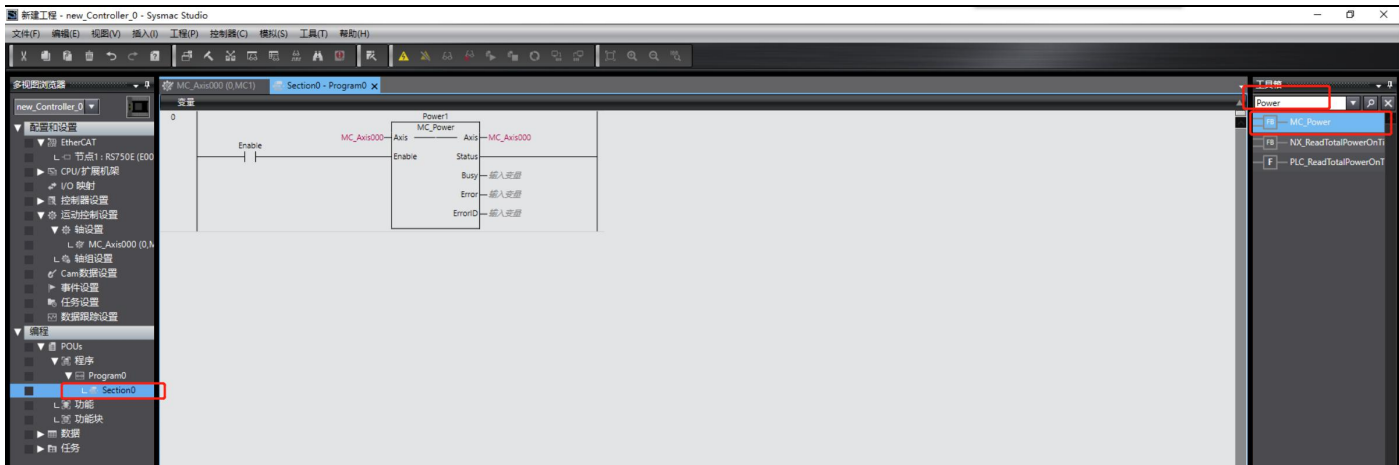 新建工程 - new_Controller_0 - Sysmac Studio
文件(F) 编辑(E) 视图(V) 插入(I) 工程(P) 控制器(C) 模拟(S) 工具(T) 帮助(H)
多视图浏览器
new_Controller_0
配置和设置
EtherCAT
节点1 : RS750E (E00
CPU/扩展机架
I/O 映射
控制器设置
运动控制设置
轴设置
MC_Axis000 (0,M
轴组设置
Cam数据设置
事件设置
任务设置
数据跟踪设置
编程
POUs
程序
Program0
Section0
功能
功能块
数据
任务
MC_Axis000 (0,MC1) Section0 - Program0
变量
0
Power1
MC_Power
MC_Axis000 Axis Axis MC_Axis000
Enable
Enable Status
Busy 输入变量
Error 输入变量
ErrorID 输入变量
工具箱
Power
FB MC_Power
FB NX_ReadTotalPowerOnTi
F PLC_ReadTotalPowerOnT